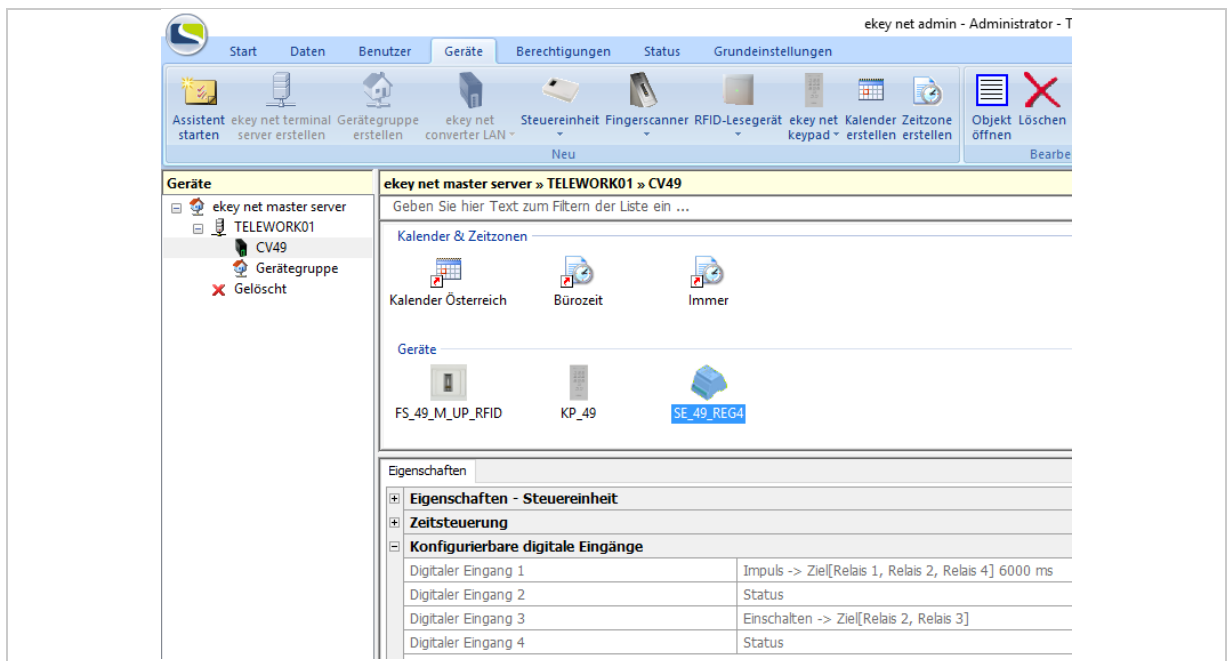 ekey net admin - Administrator - T
Start Daten Benutzer Geräte Berechtigungen Status Grundeinstellungen
Assistent starten
ekey net terminal server erstellen
Gerätegruppe erstellen
ekey net converter LAN
Steuereinheit
Fingerscanner
RFID-Lesegerät
ekey net keypad
Kalender erstellen
Zeitzone erstellen
Objekt öffnen
Löschen
Neu
Bearbe
Geräte
ekey net master server
TELEWORK01
CV49
Gerätegruppe
Gelöscht
ekey net master server » TELEWORK01 » CV49
Geben Sie hier Text zum Filtern der Liste ein ...
Kalender & Zeitzonen
Kalender Österreich Bürozeit Immer
Geräte
FS_49_M_UP_RFID KP_49 SE_49_REG4
Eigenschaften
Eigenschaften - Steuereinheit
Zeitsteuerung
Konfigurierbare digitale Eingänge
Digitaler Eingang 1 Impuls -> Ziel[Relais 1, Relais 2, Relais 4] 6000 ms
Digitaler Eingang 2 Status
Digitaler Eingang 3 Einschalten -> Ziel[Relais 2, Relais 3]
Digitaler Eingang 4 Status